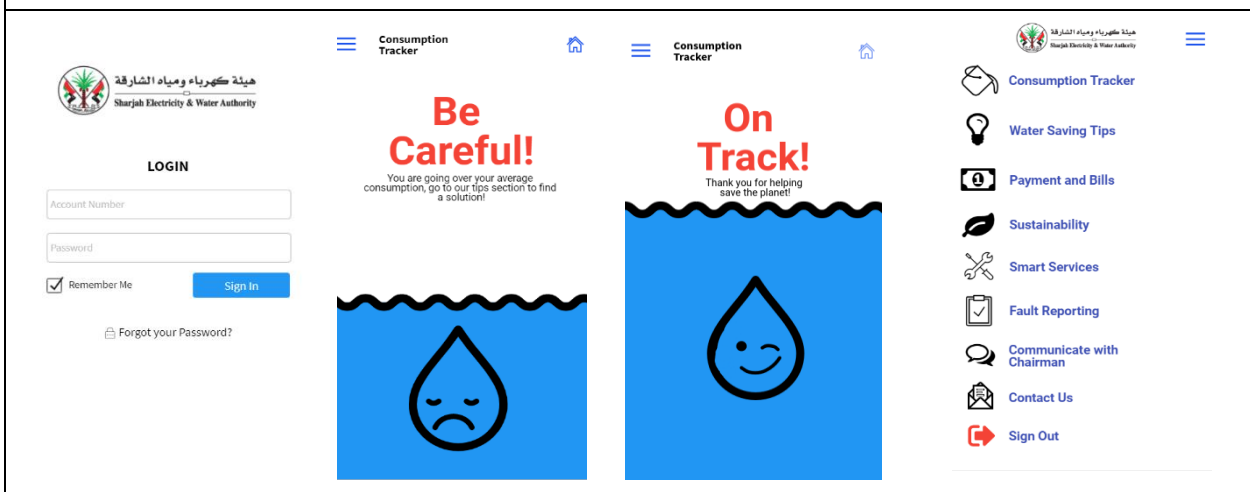 هيئة كهرباء ومياه الشارقة
Sharjah Electricity & Water Authority
LOGIN
Account Number
Password
Remember Me
Sign In
Forgot your Password?
Consumption
Tracker
Be
Careful!
You are going over your average
consumption, go to our tips section to find
a solution!
Consumption
Tracker
On
Track!
Thank you for helping
save the planet!
هيئة كهرباء ومياه الشارقة
Sharjah Electricity & Water Authority
Consumption Tracker
Water Saving Tips
1
Payment and Bills
Sustainability
Smart Services
Fault Reporting
Communicate with
Chairman
Contact Us
Sign Out